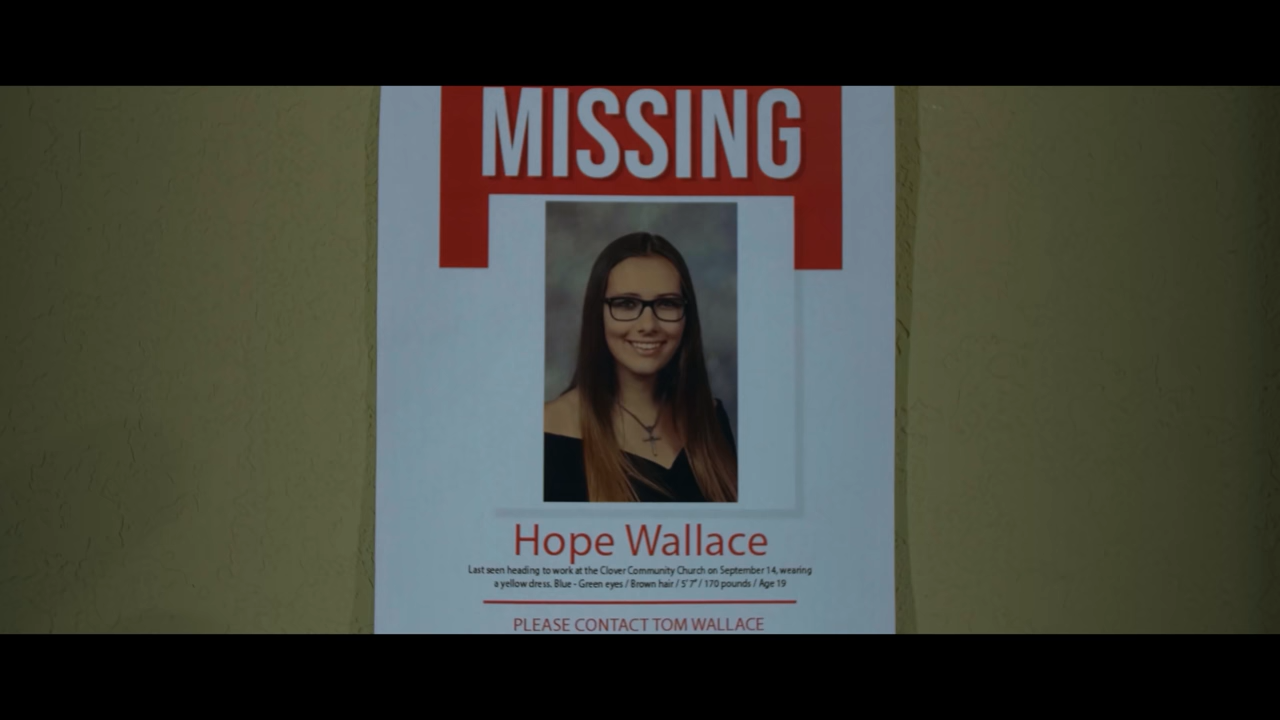 MISSING
Hope Wallace
Last seen heading to work at the Clover Community Church on September 14, wearing
a yellow dress. Blue - Green eyes / Brown hair / 5'7" / 170 pounds / Age 19
PLEASE CONTACT TOM WALLACE